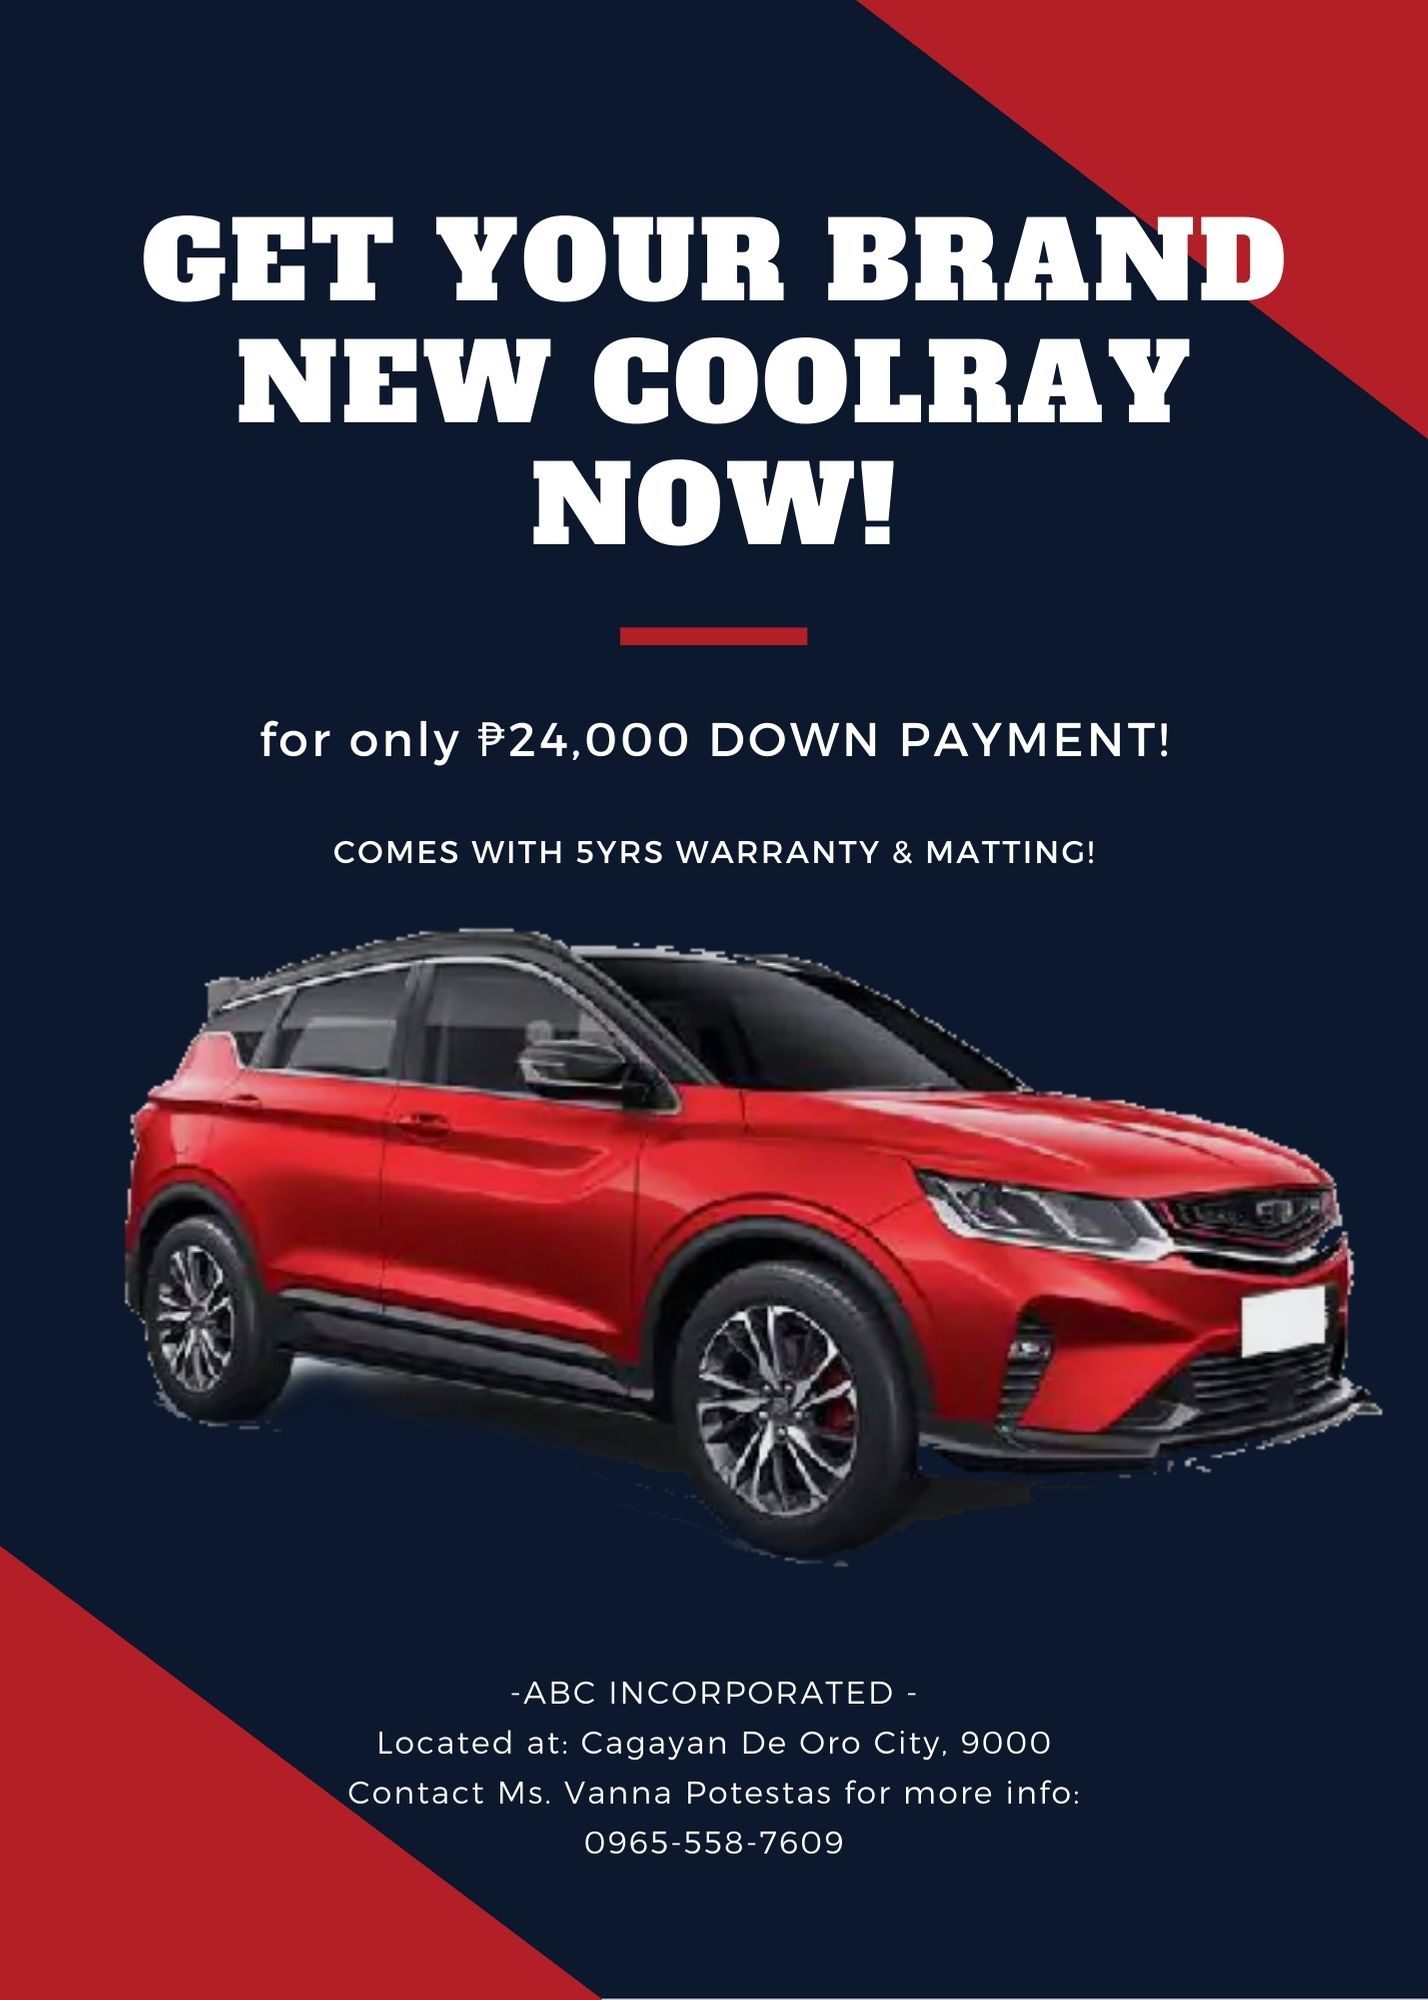 GET YOUR BRAND
NEW COOLRAY
NOW!
for only ₱24,000 DOWN PAYMENT!
COMES WITH 5YRS WARRANTY & MATTING!
-ABC INCORPORATED -
Located at: Cagayan De Oro City, 9000
Contact Ms. Vanna Potestas for more info:
0965-558-7609